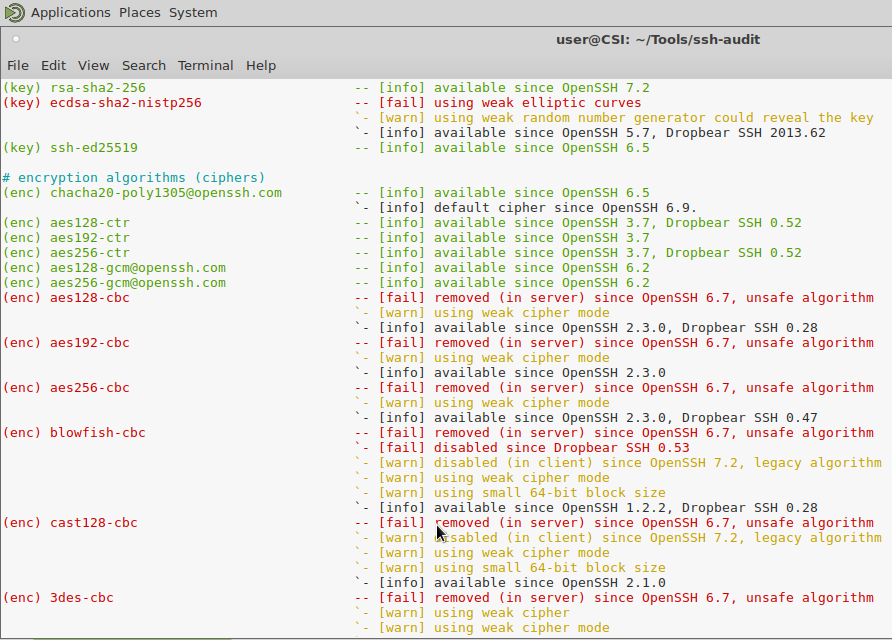 Applications Places System
user@CSI: ~/Tools/ssh-audit
File Edit View Search Terminal Help
(key) rsa-sha2-256 -- [info] available since OpenSSH 7.2
(key) ecdsa-sha2-nistp256 -- [fail] using weak elliptic curves
`- [warn] using weak random number generator could reveal the key
`- [info] available since OpenSSH 5.7, Dropbear SSH 2013.62
(key) ssh-ed25519 -- [info] available since OpenSSH 6.5
# encryption algorithms (ciphers)
(enc) chacha20-poly1305@openssh.com -- [info] available since OpenSSH 6.5
`- [info] default cipher since OpenSSH 6.9.
(enc) aes128-ctr -- [info] available since OpenSSH 3.7, Dropbear SSH 0.52
(enc) aes192-ctr -- [info] available since OpenSSH 3.7
(enc) aes256-ctr -- [info] available since OpenSSH 3.7, Dropbear SSH 0.52
(enc) aes128-gcm@openssh.com -- [info] available since OpenSSH 6.2
(enc) aes256-gcm@openssh.com -- [info] available since OpenSSH 6.2
(enc) aes128-cbc -- [fail] removed (in server) since OpenSSH 6.7, unsafe algorithm
`- [warn] using weak cipher mode
`- [info] available since OpenSSH 2.3.0, Dropbear SSH 0.28
(enc) aes192-cbc -- [fail] removed (in server) since OpenSSH 6.7, unsafe algorithm
`- [warn] using weak cipher mode
`- [info] available since OpenSSH 2.3.0
(enc) aes256-cbc -- [fail] removed (in server) since OpenSSH 6.7, unsafe algorithm
`- [warn] using weak cipher mode
`- [info] available since OpenSSH 2.3.0, Dropbear SSH 0.47
(enc) blowfish-cbc -- [fail] removed (in server) since OpenSSH 6.7, unsafe algorithm
`- [fail] disabled since Dropbear SSH 0.53
`- [warn] disabled (in client) since OpenSSH 7.2, legacy algorithm
`- [warn] using weak cipher mode
`- [warn] using small 64-bit block size
`- [info] available since OpenSSH 1.2.2, Dropbear SSH 0.28
(enc) cast128-cbc -- [fail] removed (in server) since OpenSSH 6.7, unsafe algorithm
`- [warn] disabled (in client) since OpenSSH 7.2, legacy algorithm
`- [warn] using weak cipher mode
`- [warn] using small 64-bit block size
`- [info] available since OpenSSH 2.1.0
(enc) 3des-cbc -- [fail] removed (in server) since OpenSSH 6.7, unsafe algorithm
`- [warn] using weak cipher
`- [warn] using weak cipher mode